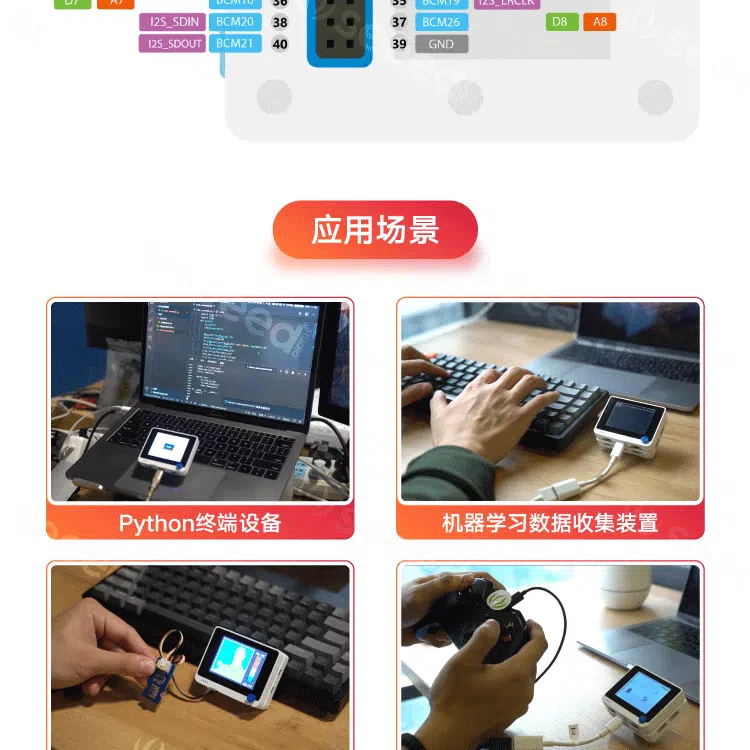 D7 A7 BCM16 36 35 BCM19 I2S_LRCLK
I2S_SDIN BCM20 38 37 BCM26 D8 A8
I2S_SDOUT BCM21 40 39 GND
应用场景
Python终端设备
机器学习数据收集装置